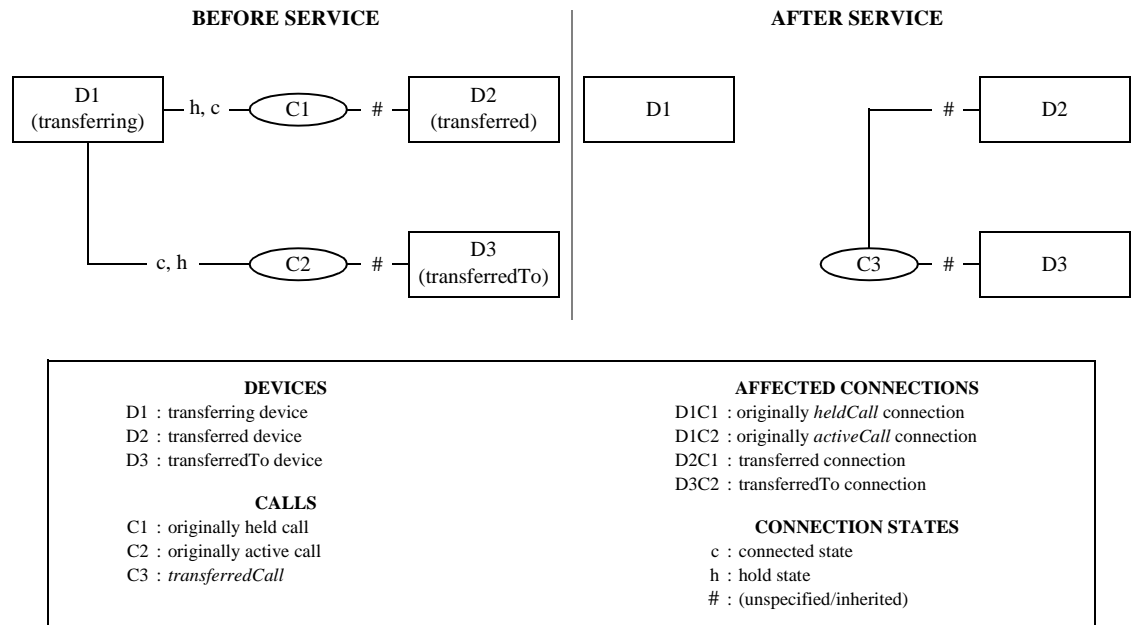 BEFORE SERVICE
AFTER SERVICE
D1
(transferring)
h, c
C1
#
D2
(transferred)
D1
#
D2
c, h
C2
#
D3
(transferredTo)
C3
#
D3
DEVICES
D1 : transferring device
D2 : transferred device
D3 : transferredTo device
CALLS
C1 : originally held call
C2 : originally active call
C3 : transferredCall
AFFECTED CONNECTIONS
D1C1 : originally heldCall connection
D1C2 : originally activeCall connection
D2C1 : transferred connection
D3C2 : transferredTo connection
CONNECTION STATES
c : connected state
h : hold state
# : (unspecified/inherited)